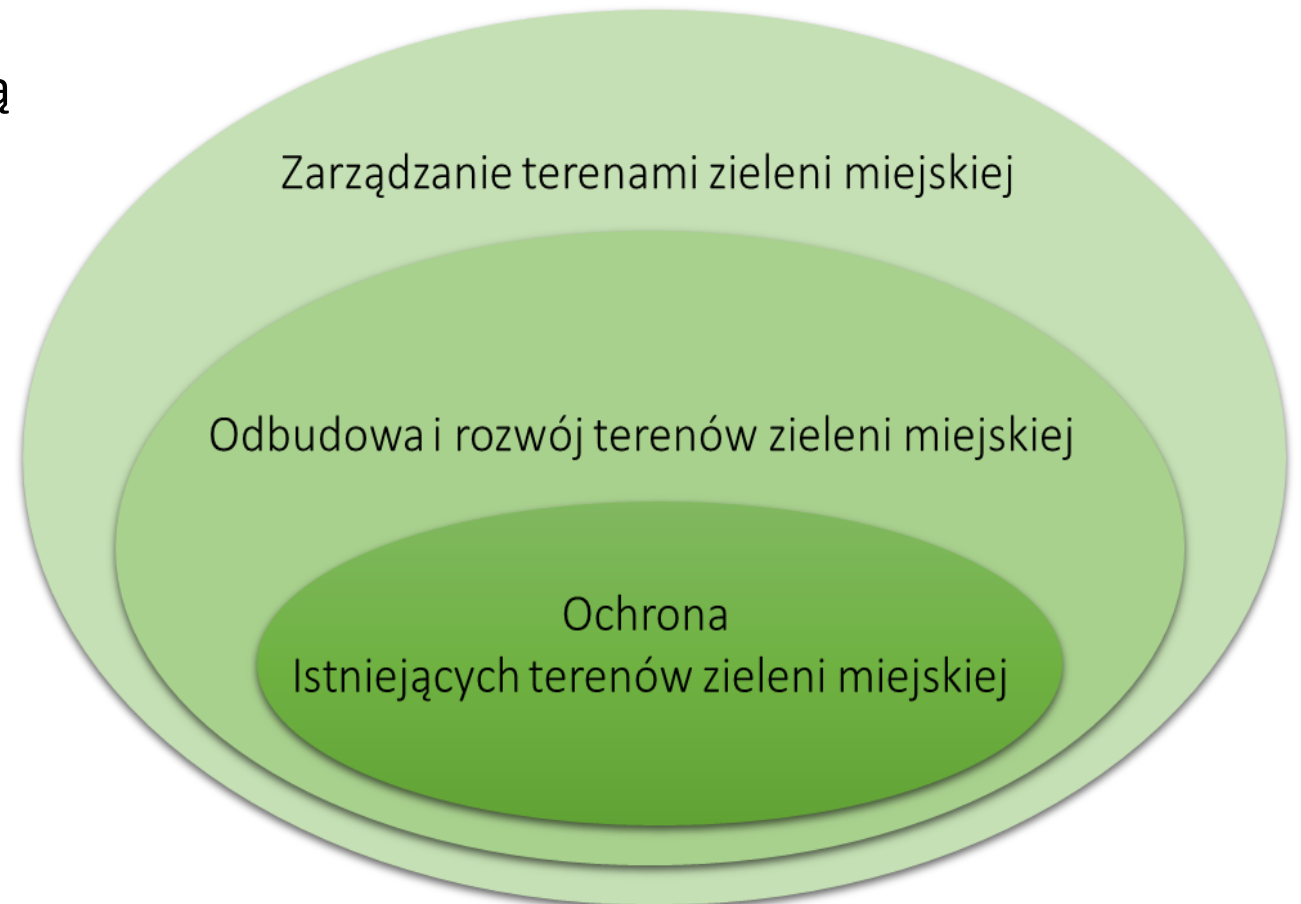 ą
Zarządzanie terenami zieleni miejskiej
Odbudowa i rozwój terenów zieleni miejskiej
Ochrona
Istniejących terenów zieleni miejskiej